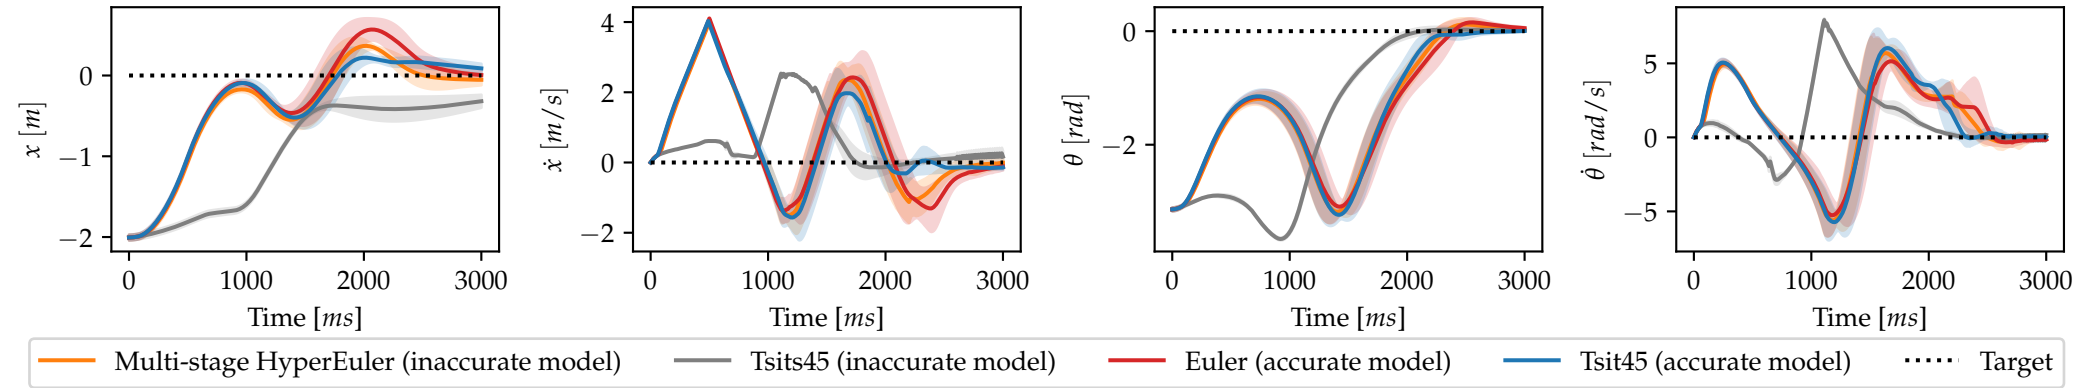 x [m]
0
−1
−2
0 1000 2000 3000
Time [ms]
ẋ [m/s]
4
2
0
−2
0 1000 2000 3000
Time [ms]
θ [rad]
0
−2
0 1000 2000 3000
Time [ms]
θ̇ [rad/s]
5
0
−5
0 1000 2000 3000
Time [ms]
Multi-stage HyperEuler (inaccurate model) Tsits45 (inaccurate model) Euler (accurate model) Tsit45 (accurate model) Target